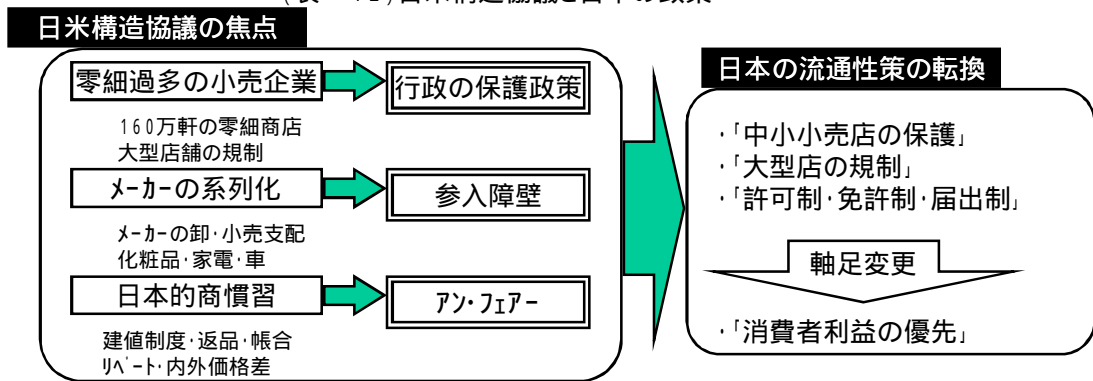 日米構造協議の焦点
零細過多の小売企業
行政の保護政策
160万軒の零細商店
大型店舗の規制
メーカーの系列化
参入障壁
メーカーの卸・小売支配
化粧品・家電・車
日本的商慣習
アン・フェアー
建値制度・返品・帳合
リベート・内外価格差
日本の流通性策の転換
・「中小小売店の保護」
・「大型店の規制」
・「許可制・免許制・届出制」
軸足変更
・「消費者利益の優先」